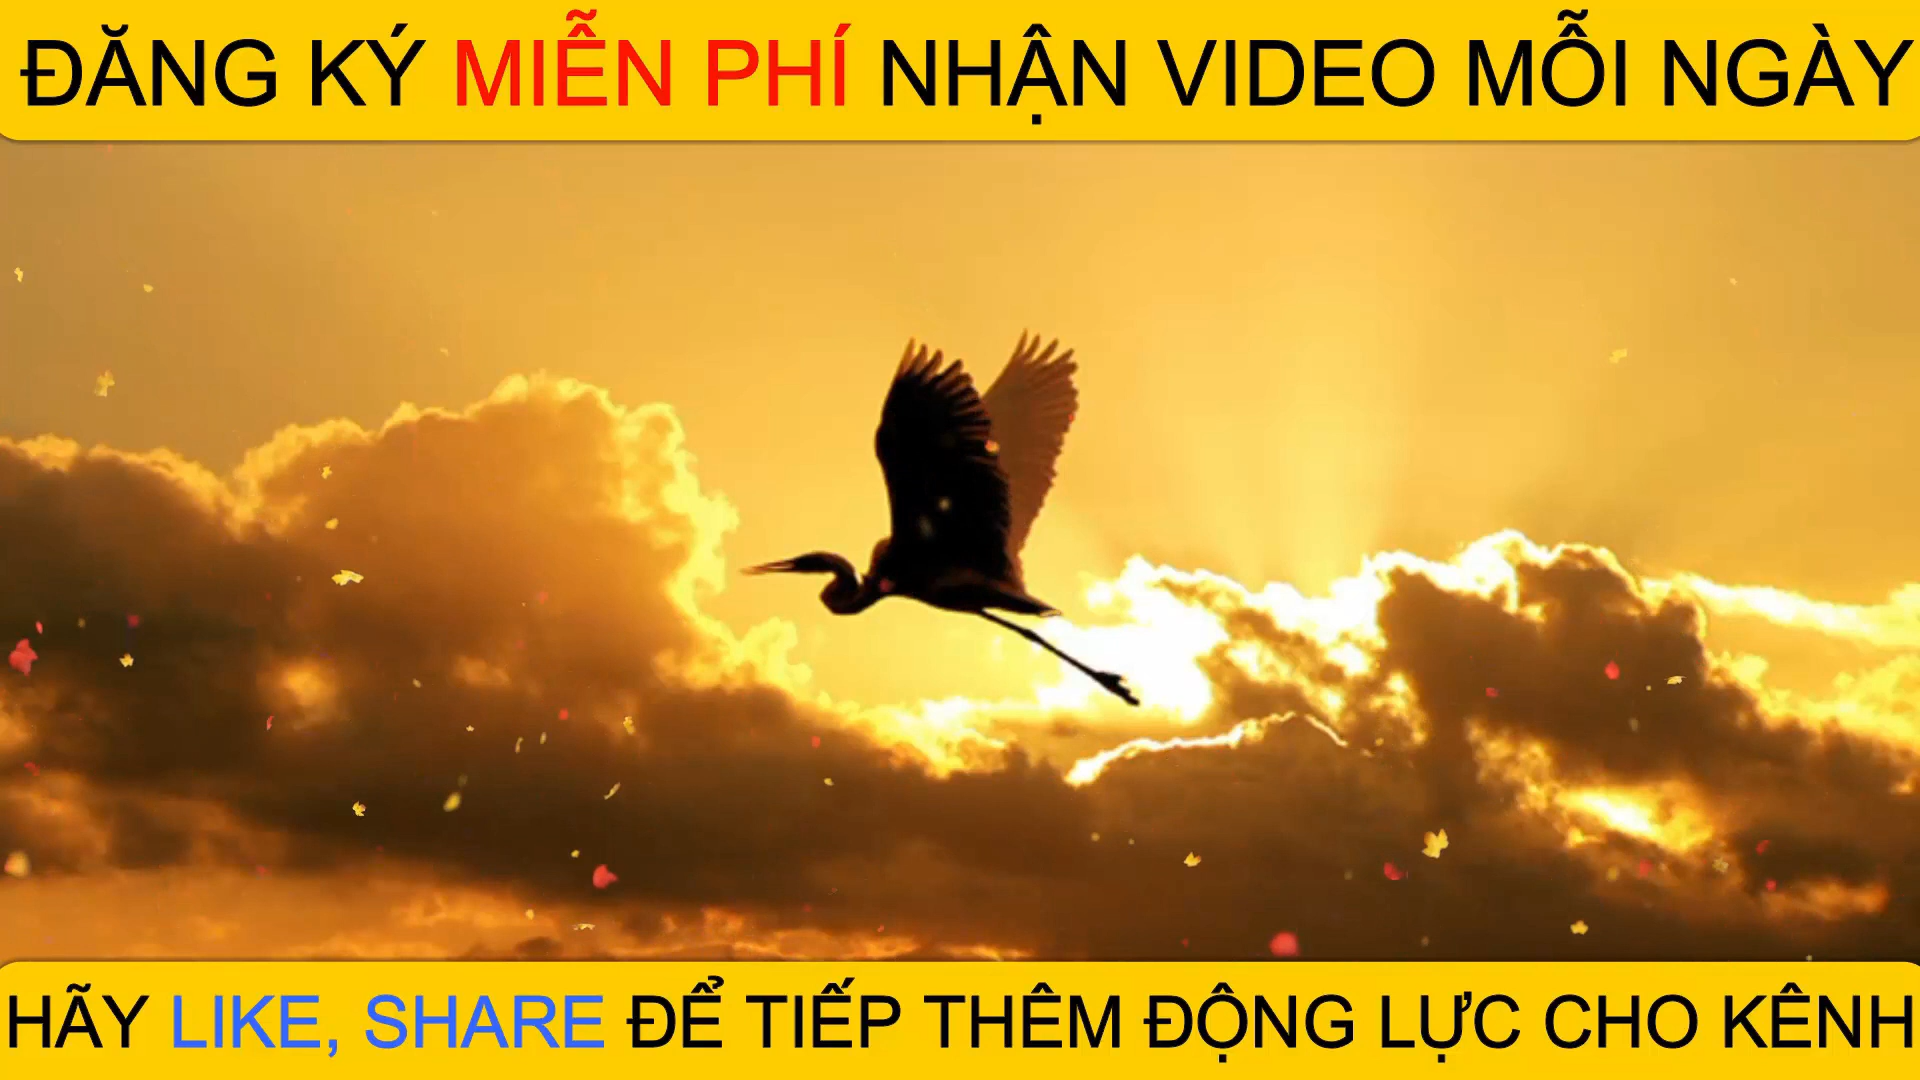 ĐĂNG KÝ MIỄN PHÍ NHẬN VIDEO MỖI NGÀY
HÃY LIKE, SHARE ĐỂ TIẾP THÊM ĐỘNG LỰC CHO KÊNH